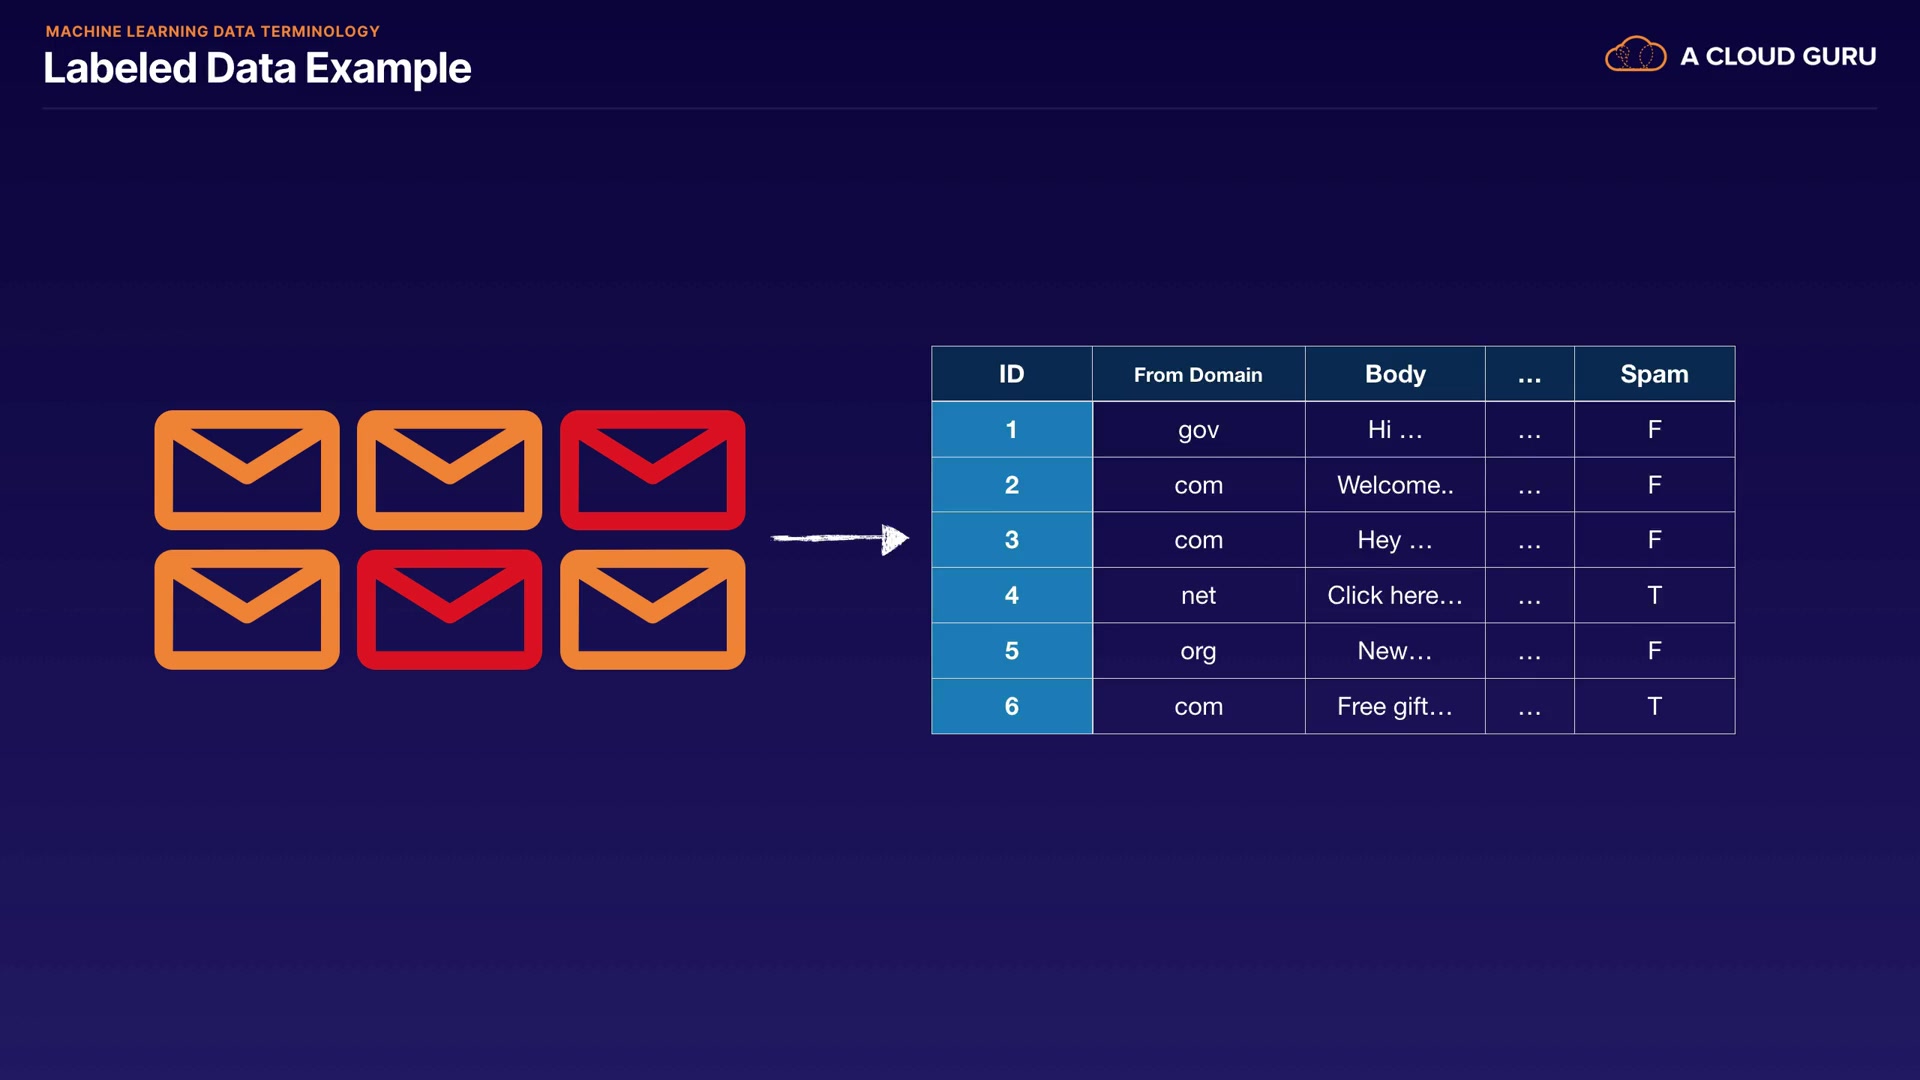 MACHINE LEARNING DATA TERMINOLOGY
Labeled Data Example
A CLOUD GURU
ID From Domain Body ... Spam
1 gov Hi ... ... F
2 com Welcome.. ... F
3 com Hey ... ... F
4 net Click here... ... T
5 org New... ... F
6 com Free gift... ... T